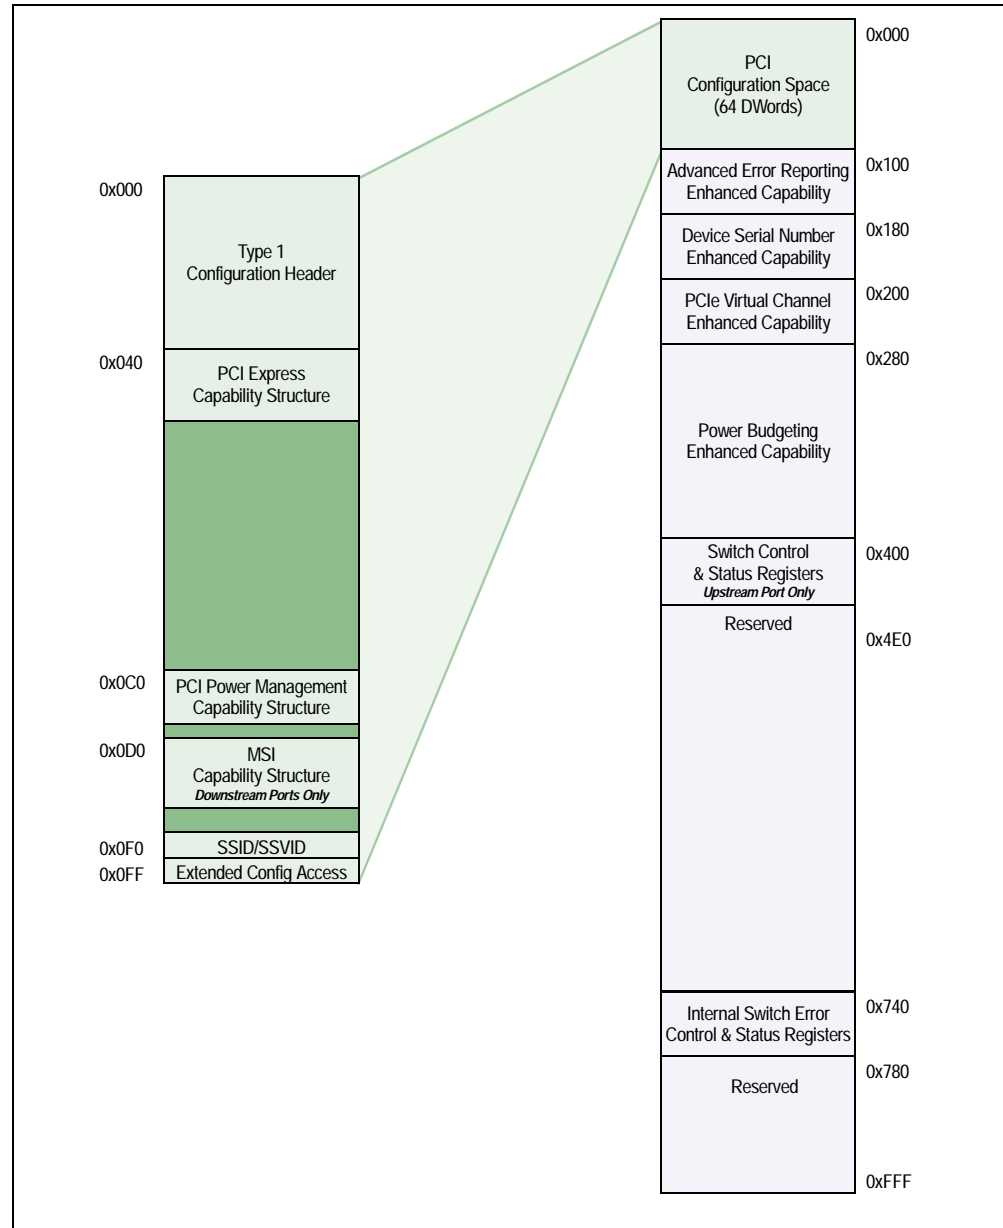 0x000
Type 1
Configuration Header
0x040
PCI Express
Capability Structure
0x0C0
PCI Power Management
Capability Structure
0x0D0
MSI
Capability Structure
Downstream Ports Only
0x0F0
SSID/SSVID
0x0FF
Extended Config Access
0x000
PCI
Configuration Space
(64 DWords)
0x100
Advanced Error Reporting
Enhanced Capability
0x180
Device Serial Number
Enhanced Capability
0x200
PCIe Virtual Channel
Enhanced Capability
0x280
Power Budgeting
Enhanced Capability
0x400
Switch Control
& Status Registers
Upstream Port Only
Reserved
0x4E0
0x740
Internal Switch Error
Control & Status Registers
0x780
Reserved
0xFFF